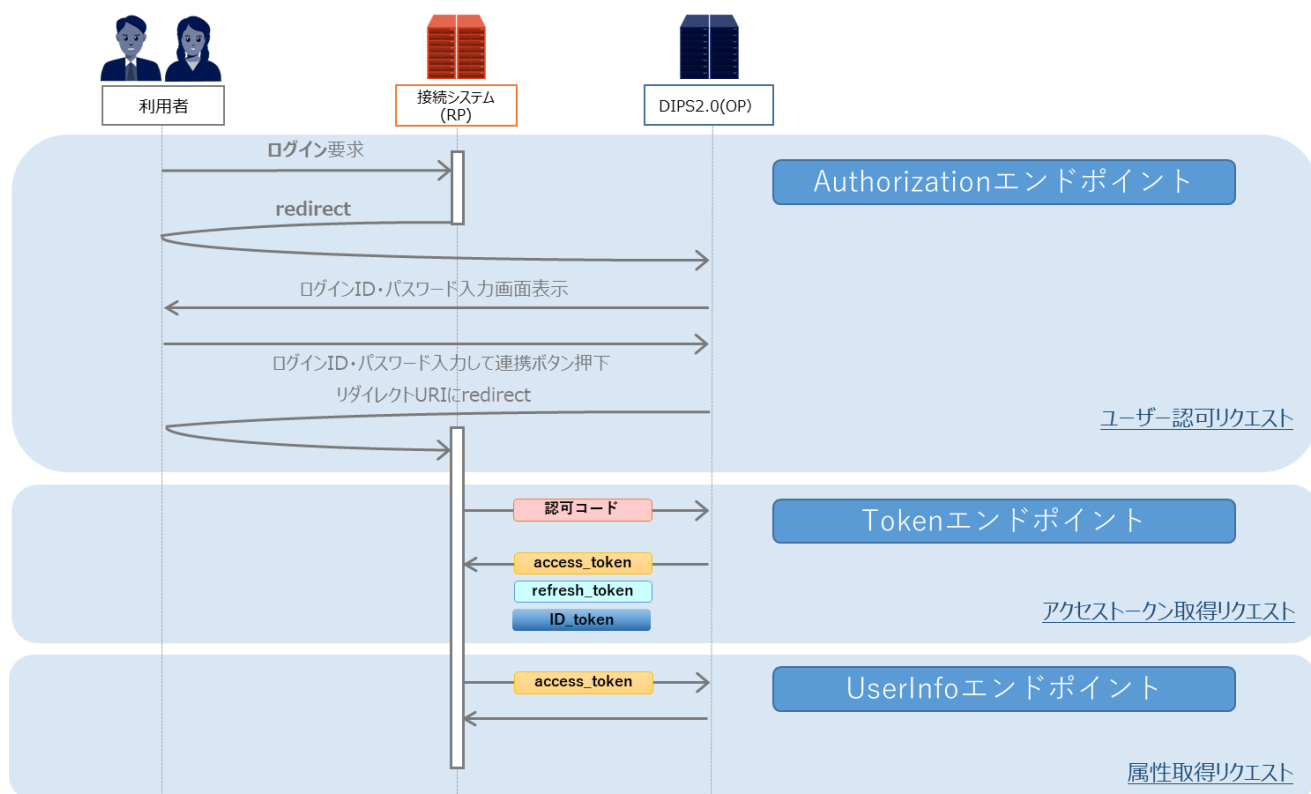 利用者
接続システム
(RP)
DIPS2.0(OP)
ログイン要求
Authorizationエンドポイント
redirect
ログインID・パスワード入力画面表示
ログインID・パスワード入力して連携ボタン押下
リダイレクトURIにredirect
ユーザー認可リクエスト
認可コード
Tokenエンドポイント
access_token
refresh_token
ID_token
アクセストークン取得リクエスト
access_token
UserInfoエンドポイント
属性取得リクエスト